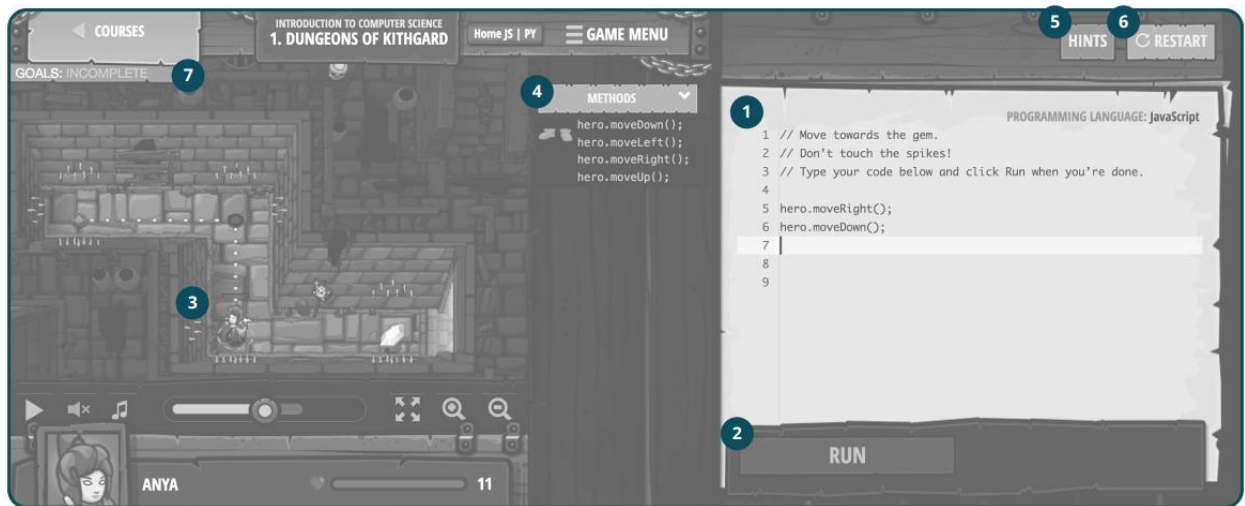 COURSES
INTRODUCTION TO COMPUTER SCIENCE
1. DUNGEONS OF KITHGARD
Home JS | PY
GAME MENU
5
6
HINTS
RESTART
GOALS: INCOMPLETE
7
4
METHODS
hero.moveDown();
hero.moveLeft();
hero.moveRight();
hero.moveUp();
1
PROGRAMMING LANGUAGE: JavaScript
1 // Move towards the gem.
2 // Don't touch the spikes!
3 // Type your code below and click Run when you're done.
4
5 hero.moveRight();
6 hero.moveDown();
7
8
9
3
2
RUN
ANYA
11